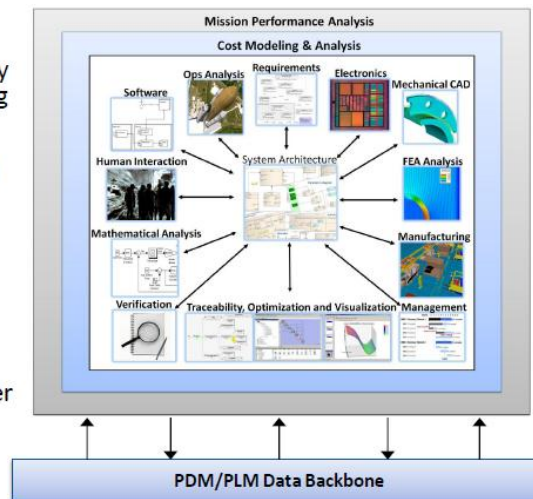 Mission Performance Analysis
Cost Modeling & Analysis
y
g
Software
Ops Analysis
Requirements
Electronics
Mechanical CAD
Human Interaction
System Architecture
FEA Analysis
Mathematical Analysis
Manufacturing
Verification
Traceability, Optimization and Visualization
Management
er
PDM/PLM Data Backbone